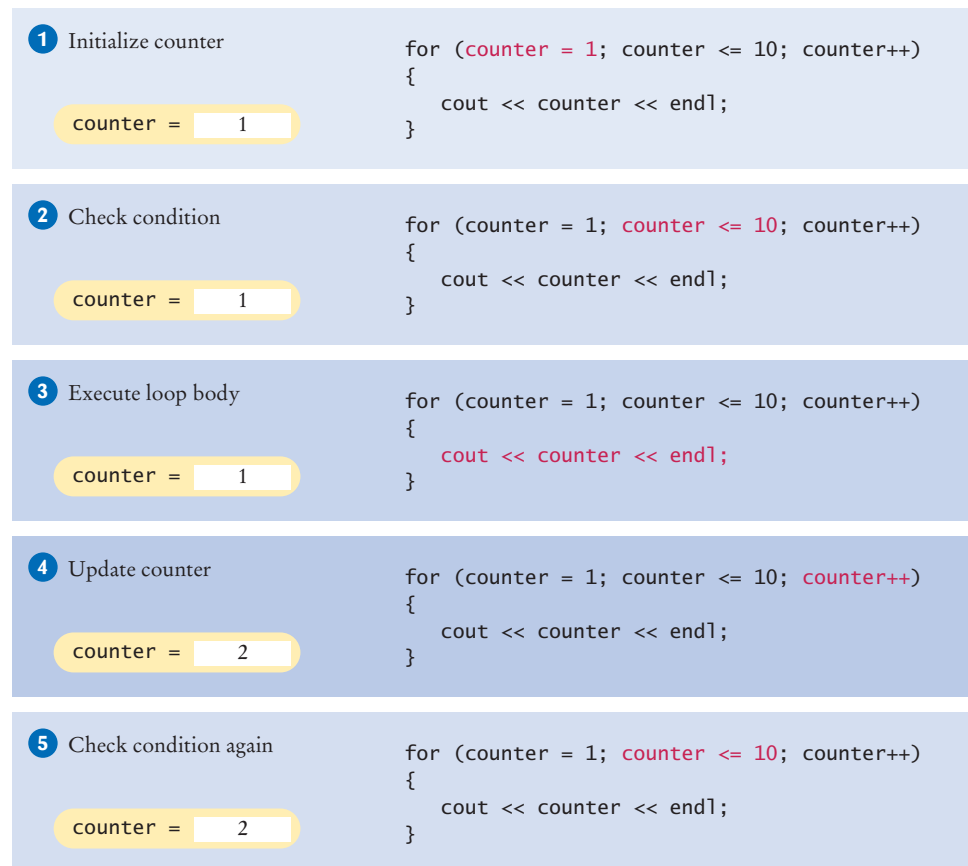 1 Initialize counter
for (counter = 1; counter <= 10; counter++)
{
cout << counter << endl;
}
counter = 1
2 Check condition
for (counter = 1; counter <= 10; counter++)
{
cout << counter << endl;
}
counter = 1
3 Execute loop body
for (counter = 1; counter <= 10; counter++)
{
cout << counter << endl;
}
counter = 1
4 Update counter
for (counter = 1; counter <= 10; counter++)
{
cout << counter << endl;
}
counter = 2
5 Check condition again
for (counter = 1; counter <= 10; counter++)
{
cout << counter << endl;
}
counter = 2